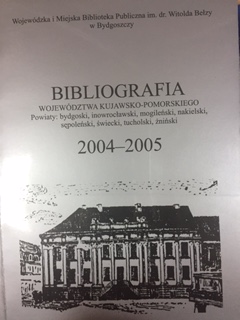 Wojewódzka i Miejska Biblioteka Publiczna im. dr. Witolda Bełzy
w Bydgoszczy
BIBLIOGRAFIA
WOJEWÓDZTWA KUJAWSKO-POMORSKIEGO
Powiaty: bydgoski, inowrocławski, mogileński, nakielski,
sępoleński, świecki, tucholski, żniński
2004–2005